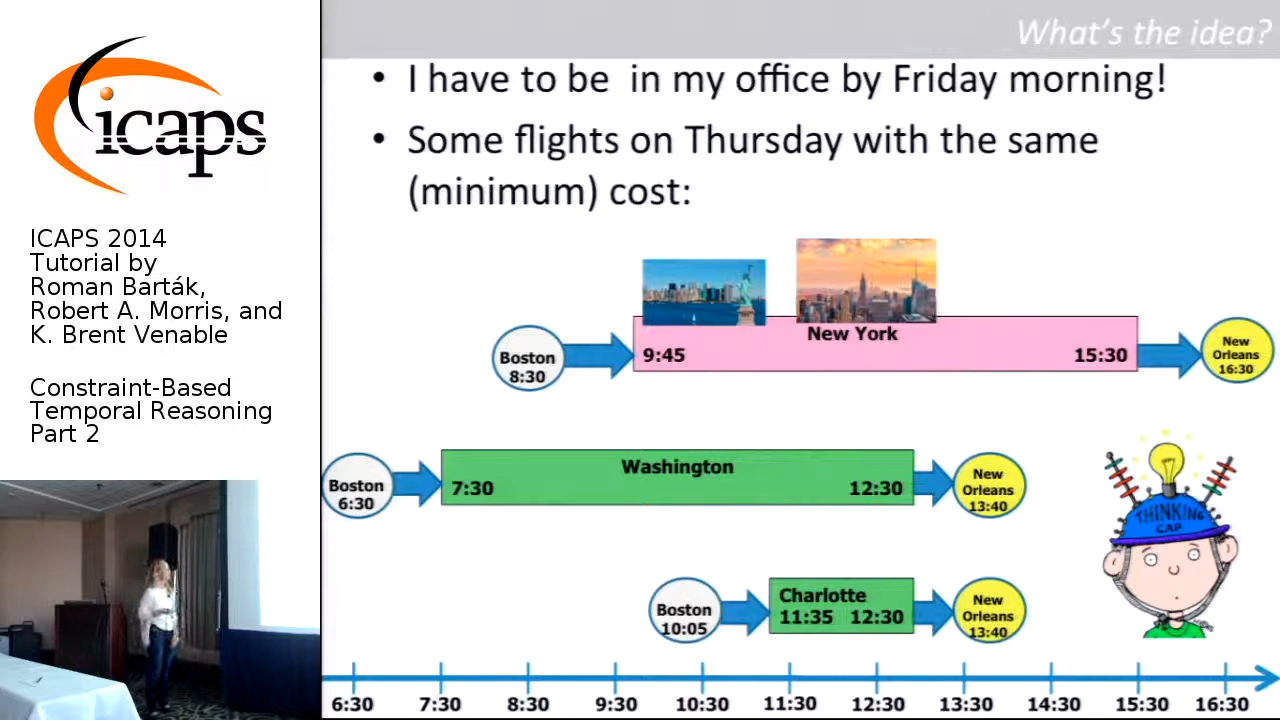 What's the idea?
icaps
• I have to be in my office by Friday morning!
• Some flights on Thursday with the same
(minimum) cost:
ICAPS 2014
Tutorial by
Roman Barták,
Robert A. Morris, and
K. Brent Venable
Constraint-Based
Temporal Reasoning
Part 2
New York
Boston
8:30
9:45
15:30
New
Orleans
16:30
Washington
Boston
6:30
7:30
12:30
New
Orleans
13:40
Charlotte
Boston
10:05
11:35 12:30
New
Orleans
13:40
THINKING
CAP
6:30 7:30 8:30 9:30 10:30 11:30 12:30 13:30 14:30 15:30 16:30